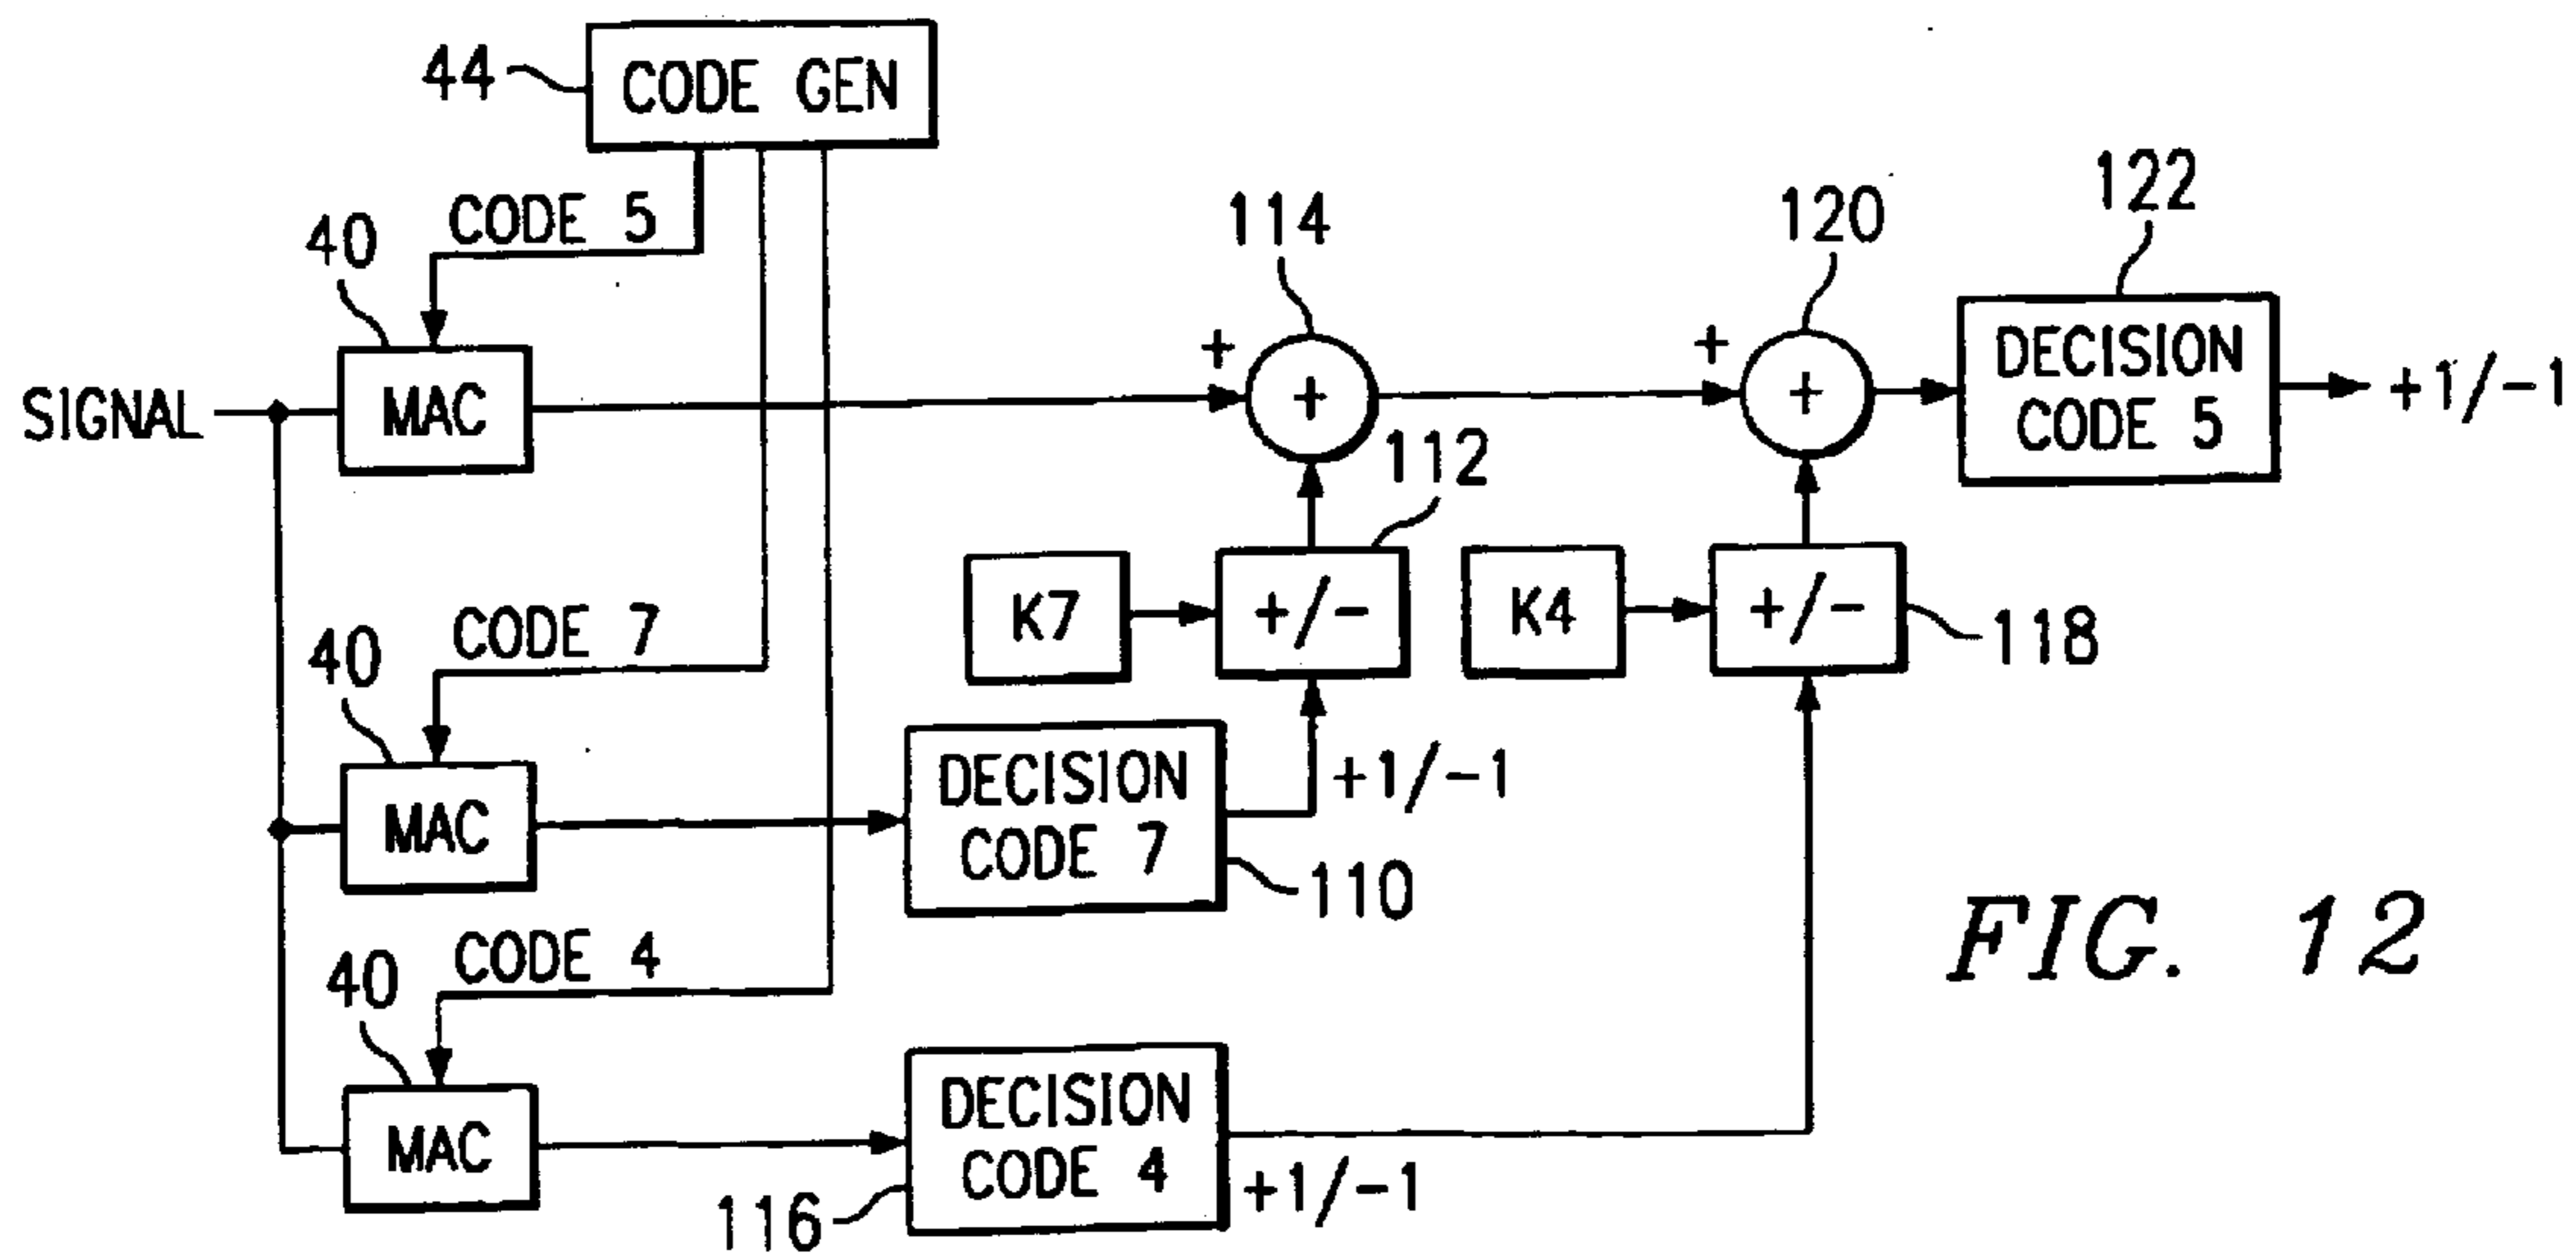 44
CODE GEN
CODE 5
40
114
120
122
+
+
SIGNAL
MAC
+
+
DECISION
CODE 5
+1/-1
112
CODE 7
40
K7
+/-
K4
+/-
118
MAC
DECISION
CODE 7
+1/-1
110
CODE 4
40
MAC
DECISION
CODE 4
+1/-1
116
FIG. 12